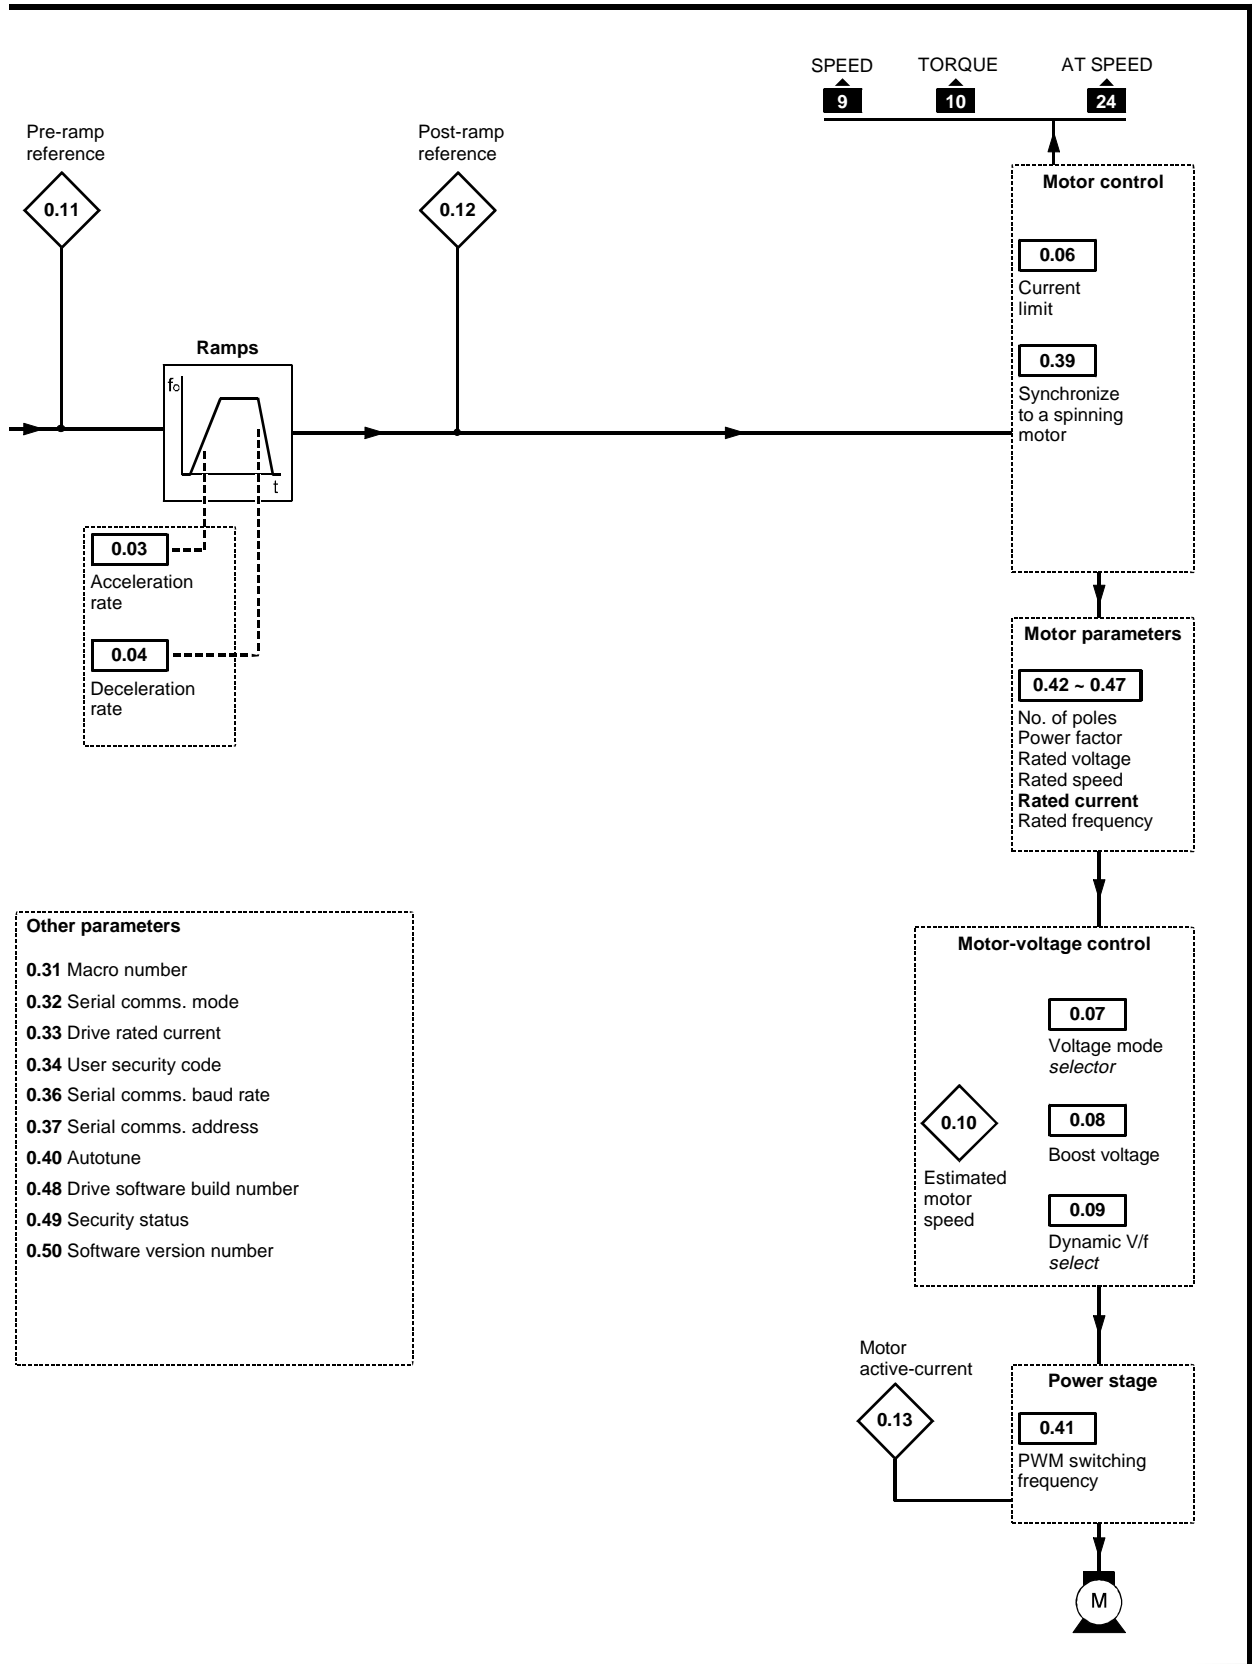 SPEED TORQUE AT SPEED
9 10 24
Pre-ramp
reference
0.11
Post-ramp
reference
0.12
Ramps
fo
t
0.03
Acceleration
rate
0.04
Deceleration
rate
Motor control
0.06
Current
limit
0.39
Synchronize
to a spinning
motor
Motor parameters
0.42 ~ 0.47
No. of poles
Power factor
Rated voltage
Rated speed
Rated current
Rated frequency
Other parameters
0.31 Macro number
0.32 Serial comms. mode
0.33 Drive rated current
0.34 User security code
0.36 Serial comms. baud rate
0.37 Serial comms. address
0.40 Autotune
0.48 Drive software build number
0.49 Security status
0.50 Software version number
Motor-voltage control
0.07
Voltage mode
selector
0.10
Estimated
motor
speed
0.08
Boost voltage
0.09
Dynamic V/f
select
Motor
active-current
0.13
Power stage
0.41
PWM switching
frequency
M